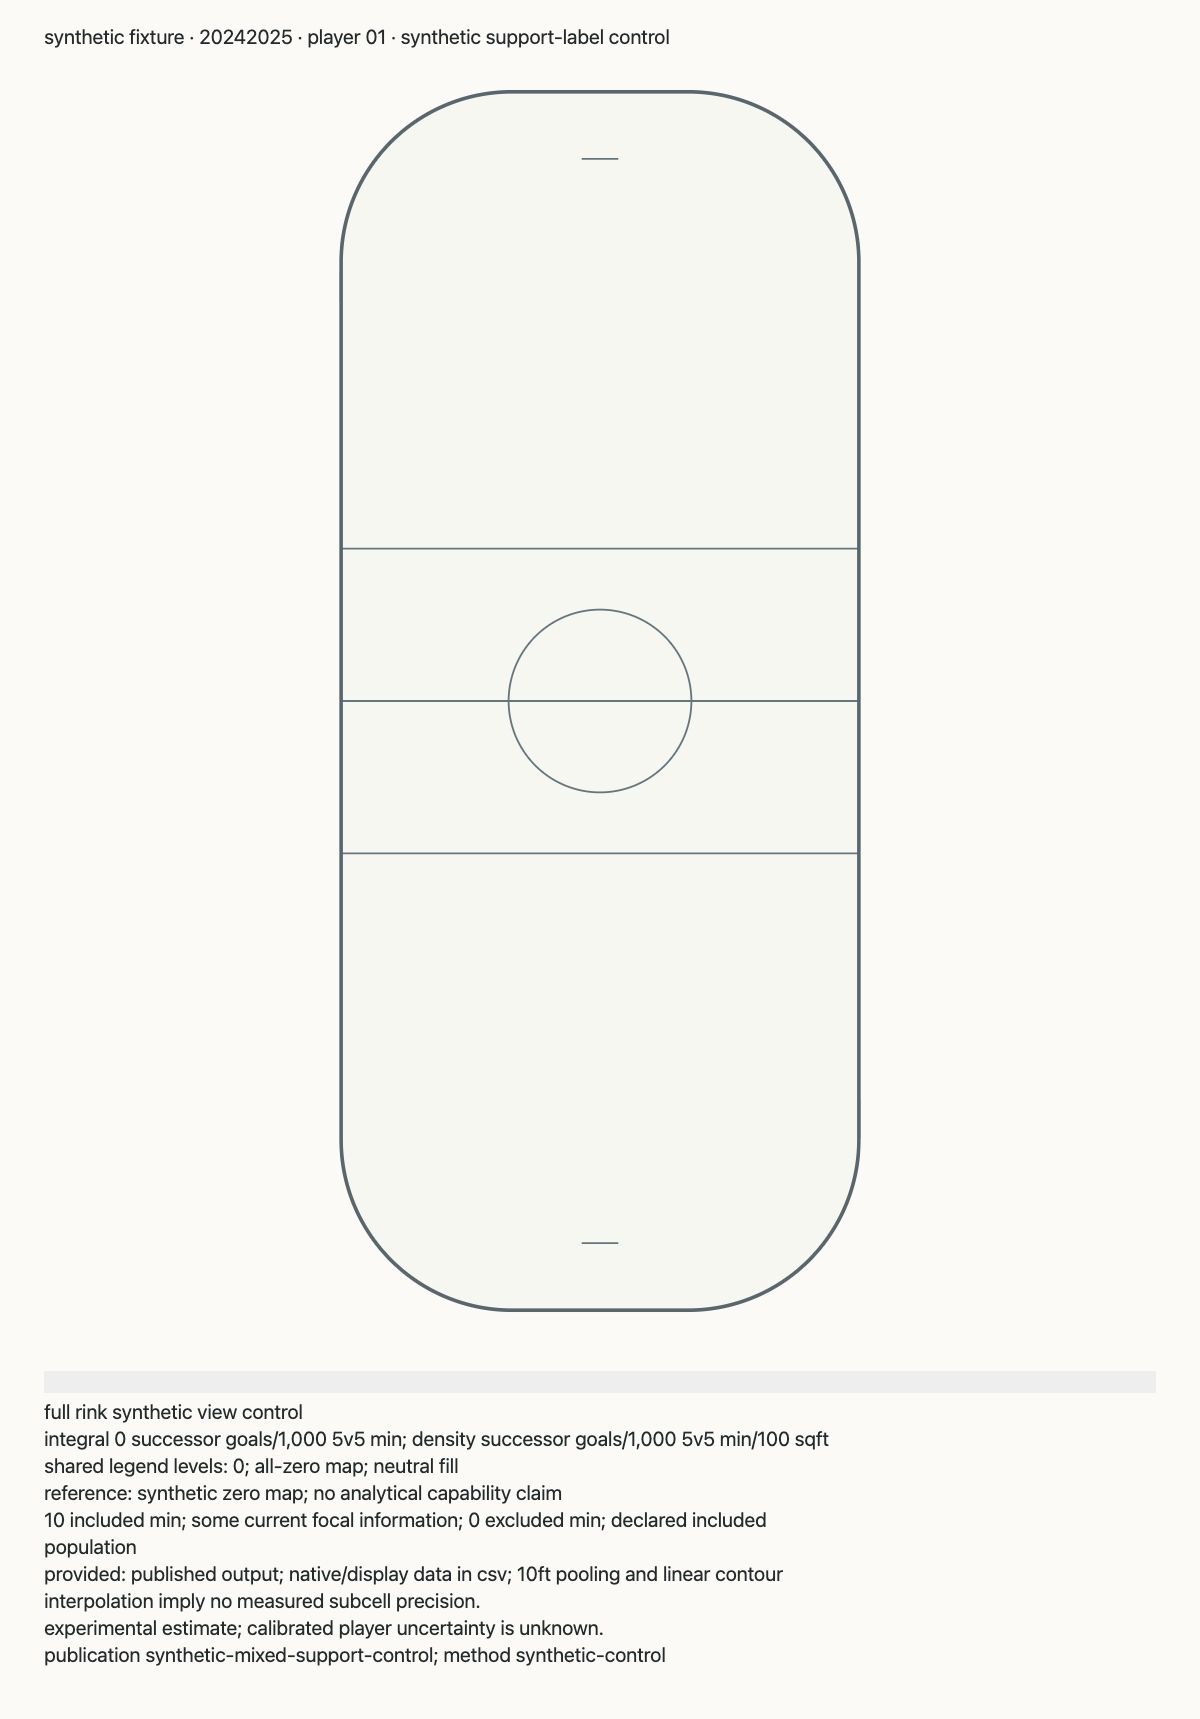 synthetic fixture · 20242025 · player 01 · synthetic support-label control
full rink synthetic view control
integral 0 successor goals/1,000 5v5 min; density successor goals/1,000 5v5 min/100 sqft
shared legend levels: 0; all-zero map; neutral fill
reference: synthetic zero map; no analytical capability claim
10 included min; some current focal information; 0 excluded min; declared included
population
provided: published output; native/display data in csv; 10ft pooling and linear contour
interpolation imply no measured subcell precision.
experimental estimate; calibrated player uncertainty is unknown.
publication synthetic-mixed-support-control; method synthetic-control